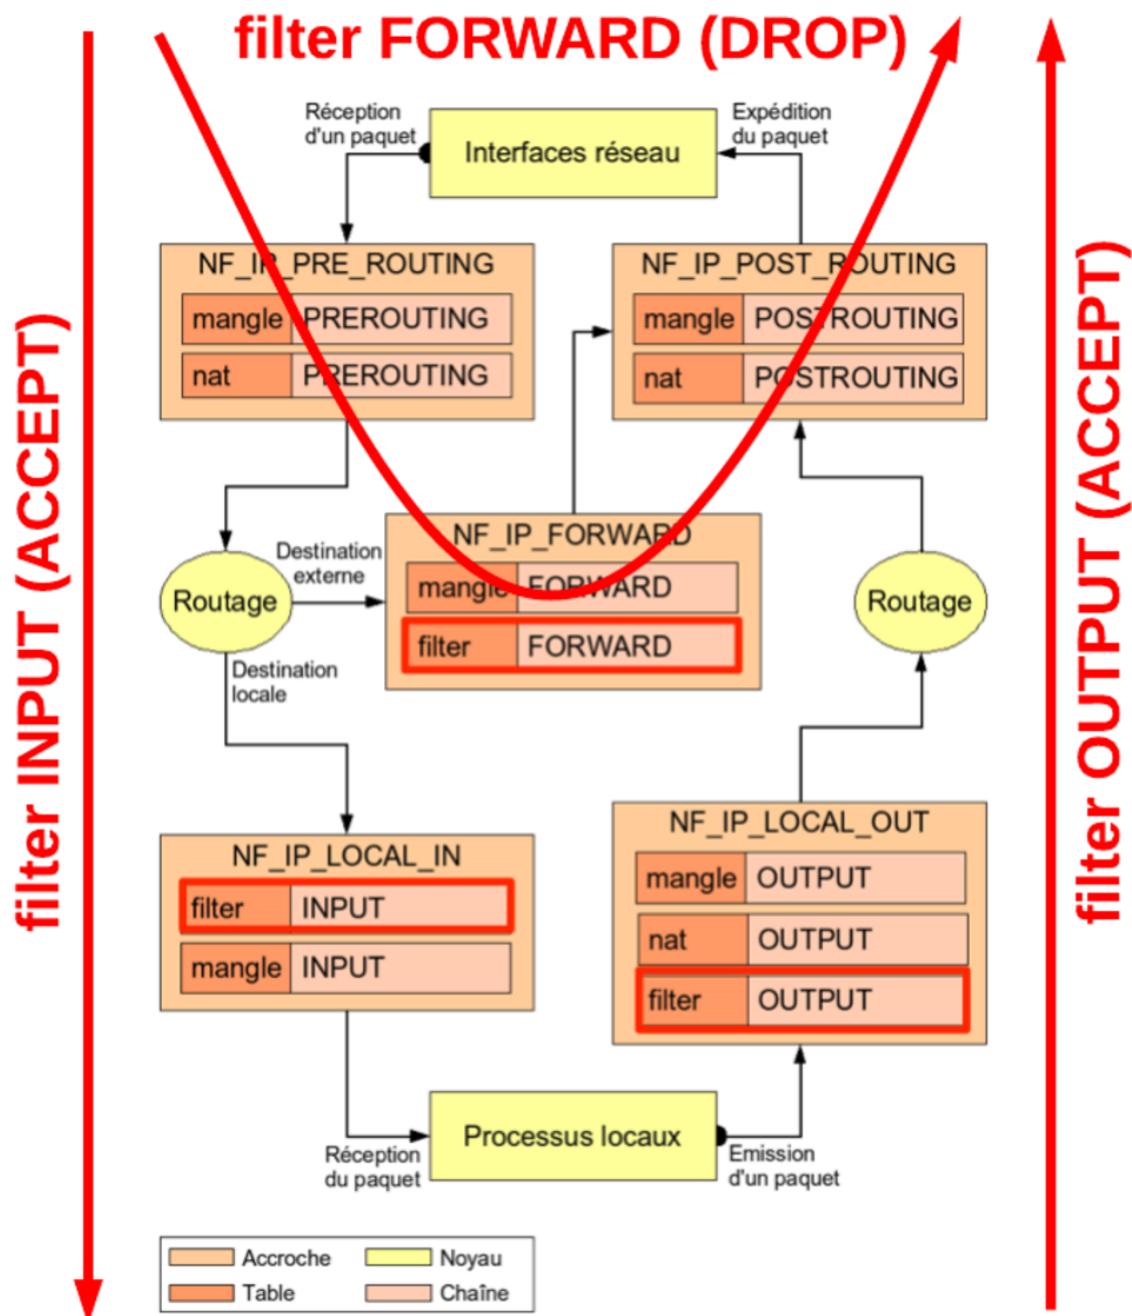 filter FORWARD (DROP)
Réception
d'un paquet
Interfaces réseau
Expédition
du paquet
NF_IP_PRE_ROUTING
mangle PREROUTING
nat PREROUTING
NF_IP_POST_ROUTING
mangle POSTROUTING
nat POSTROUTING
filter INPUT (ACCEPT)
filter OUTPUT (ACCEPT)
Routage
Destination
externe
NF_IP_FORWARD
mangle FORWARD
filter FORWARD
Routage
Destination
locale
NF_IP_LOCAL_IN
filter INPUT
mangle INPUT
NF_IP_LOCAL_OUT
mangle OUTPUT
nat OUTPUT
filter OUTPUT
Réception
du paquet
Processus locaux
Emission
d'un paquet
Accroche
Noyau
Table
Chaîne